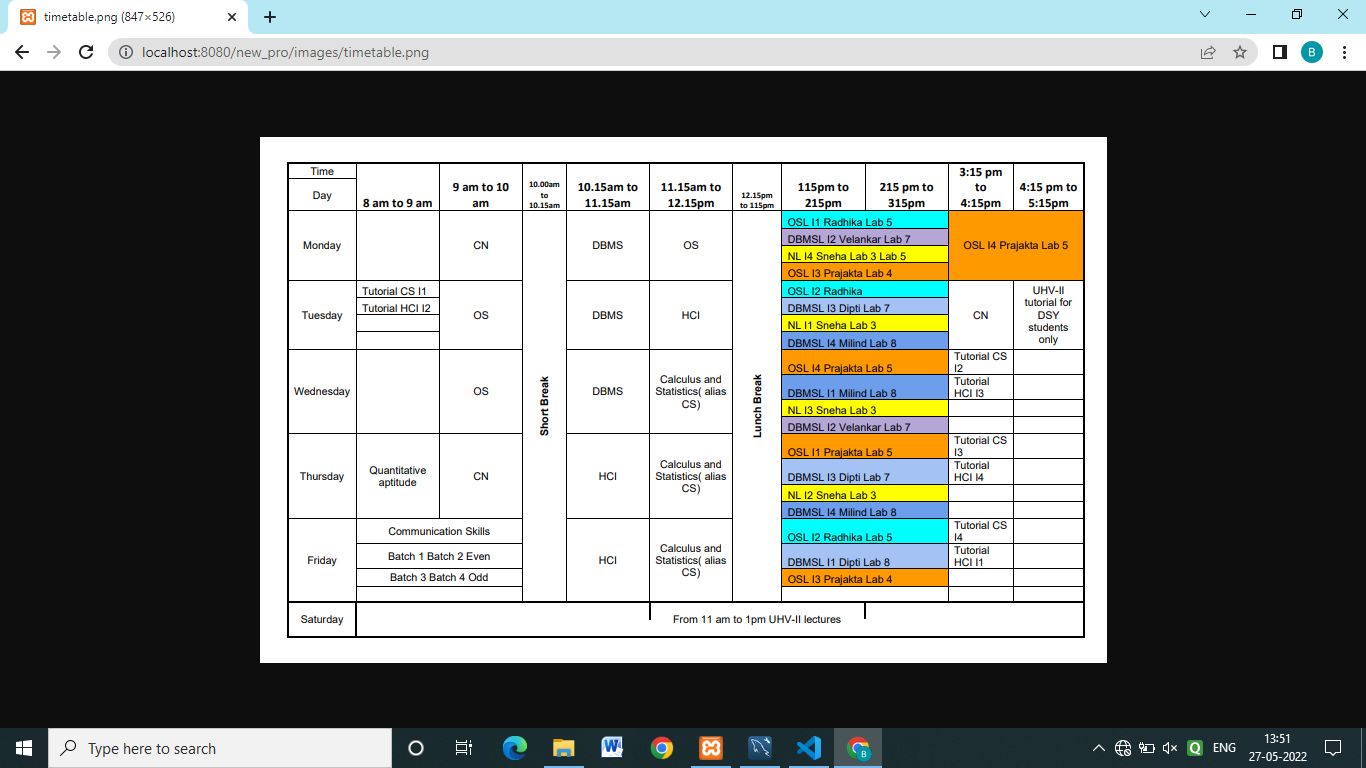 timetable.png (847×526)
localhost:8080/new_pro/images/timetable.png
Time
Day
8 am to 9 am
9 am to 10
am
10.00am
to
10.15am
10.15am to
11.15am
11.15am to
12.15pm
12.15pm
to 115pm
115pm to
215pm
215 pm to
315pm
3:15 pm
to
4:15pm
4:15 pm to
5:15pm
Monday
CN
Short Break
DBMS
OS
Lunch Break
OSL I1 Radhika Lab 5
DBMSL I2 Velankar Lab 7
NL I4 Sneha Lab 3 Lab 5
OSL I3 Prajakta Lab 4
OSL I4 Prajakta Lab 5
Tuesday
Tutorial CS I1
Tutorial HCI I2
OS
DBMS
HCI
OSL I2 Radhika
DBMSL I3 Dipti Lab 7
NL I1 Sneha Lab 3
DBMSL I4 Milind Lab 8
CN
UHV-II
tutorial for
DSY
students
only
Wednesday
OS
DBMS
Calculus and
Statistics( alias
CS)
OSL I4 Prajakta Lab 5
DBMSL I1 Milind Lab 8
NL I3 Sneha Lab 3
DBMSL I2 Velankar Lab 7
Tutorial CS
I2
Tutorial
HCI I3
Thursday
Quantitative
aptitude
CN
HCI
Calculus and
Statistics( alias
CS)
OSL I1 Prajakta Lab 5
DBMSL I3 Dipti Lab 7
NL I2 Sneha Lab 3
DBMSL I4 Milind Lab 8
Tutorial CS
I3
Tutorial
HCI I4
Friday
Communication Skills
Batch 1 Batch 2 Even
Batch 3 Batch 4 Odd
HCI
Calculus and
Statistics( alias
CS)
OSL I2 Radhika Lab 5
DBMSL I1 Dipti Lab 8
OSL I3 Prajakta Lab 4
Tutorial CS
I4
Tutorial
HCI I1
Saturday
From 11 am to 1pm UHV-II lectures
Type here to search
ENG
13:51
27-05-2022